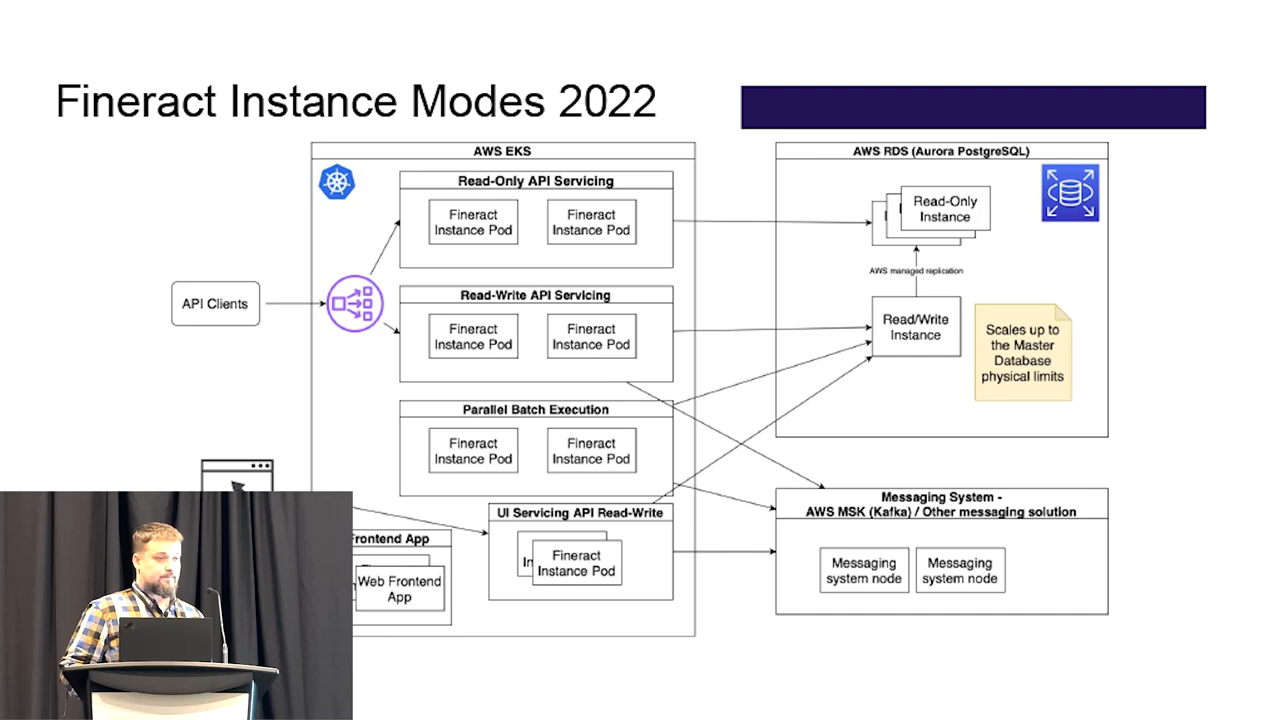 Fineract Instance Modes 2022
AWS EKS
AWS RDS (Aurora PostgreSQL)
Read-Only API Servicing
Fineract
Instance Pod
Fineract
Instance Pod
Read-Only
Instance
AWS managed replication
API Clients
Read-Write API Servicing
Fineract
Instance Pod
Fineract
Instance Pod
Read/Write
Instance
Scales up to
the Master
Database
physical limits
Parallel Batch Execution
Fineract
Instance Pod
Fineract
Instance Pod
UI Servicing API Read-Write
Fineract
Instance Pod
Frontend App
Web Frontend
App
Messaging System -
AWS MSK (Kafka) / Other messaging solution
Messaging
system node
Messaging
system node